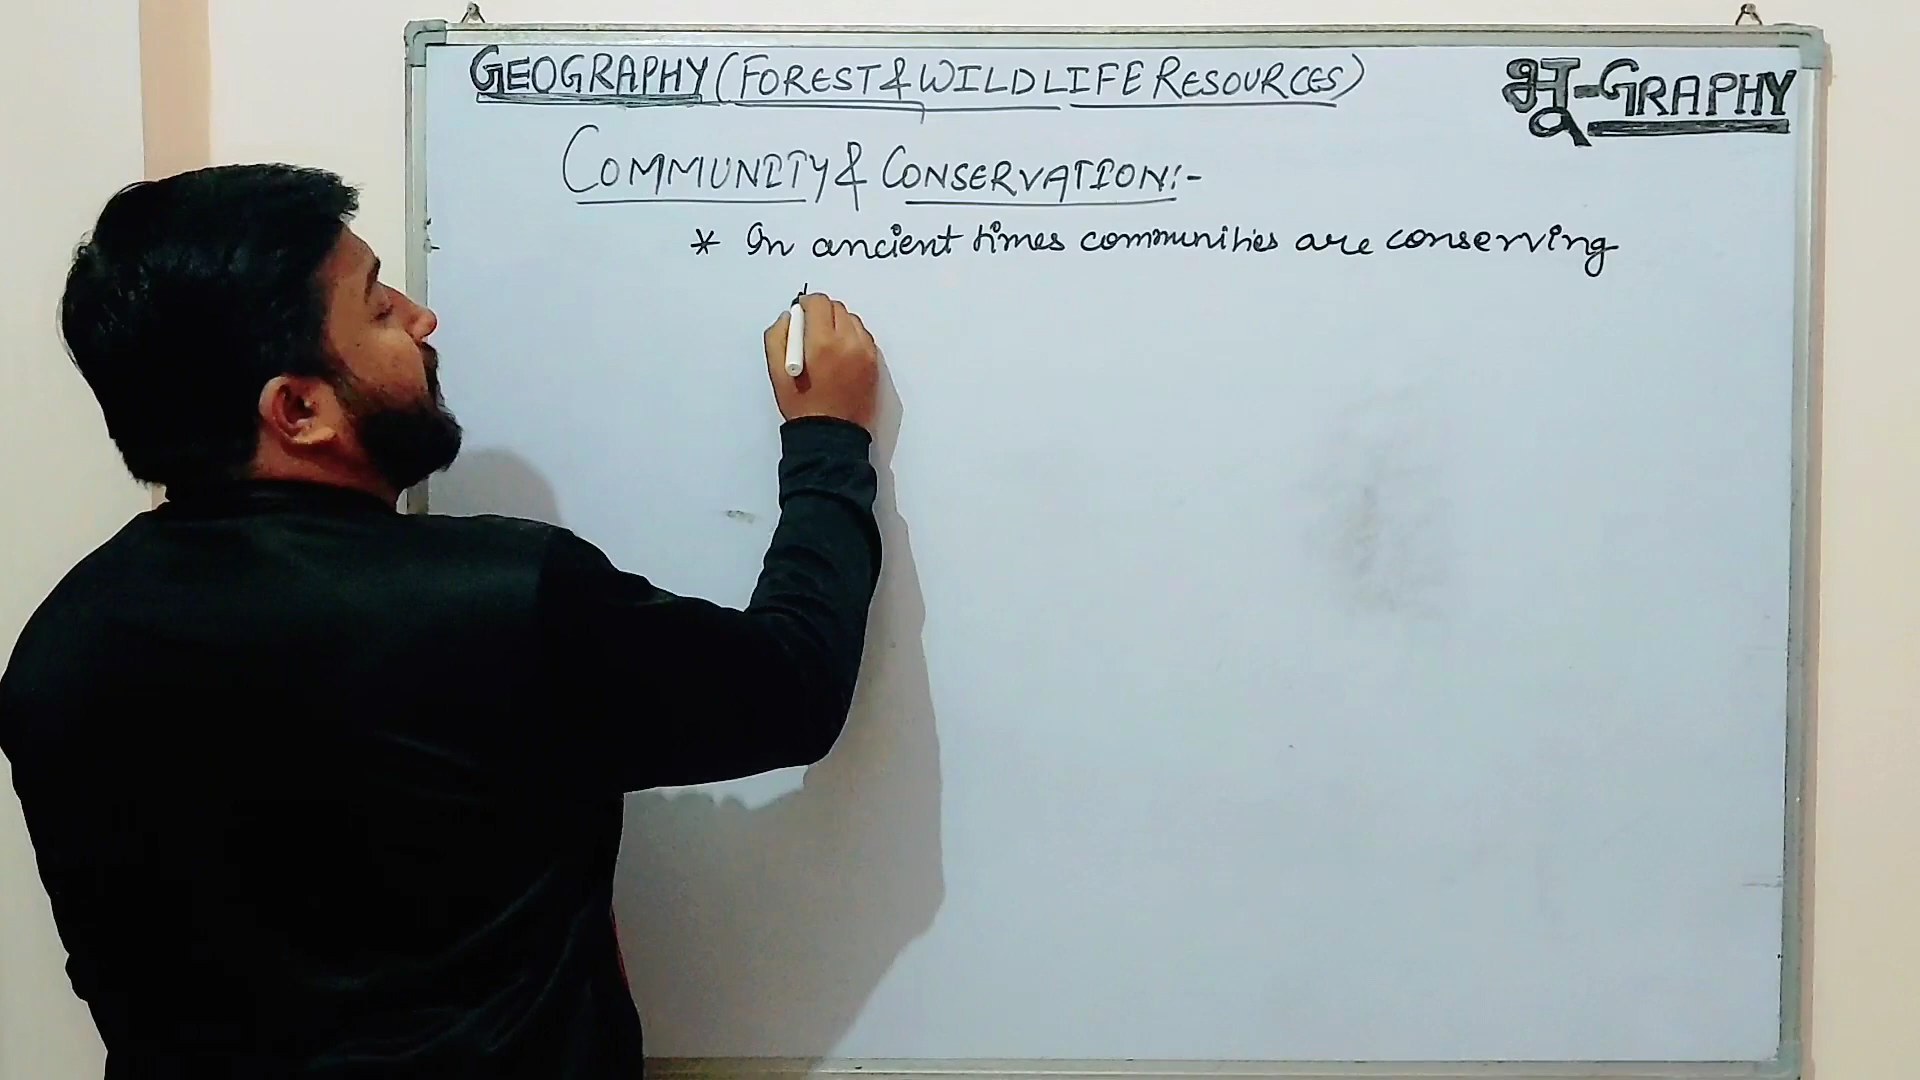 GEOGRAPHY (FOREST & WILDLIFE RESOURCES)
भू-GRAPHY
COMMUNITY & CONSERVATION:-
* In ancient times communities are conserving